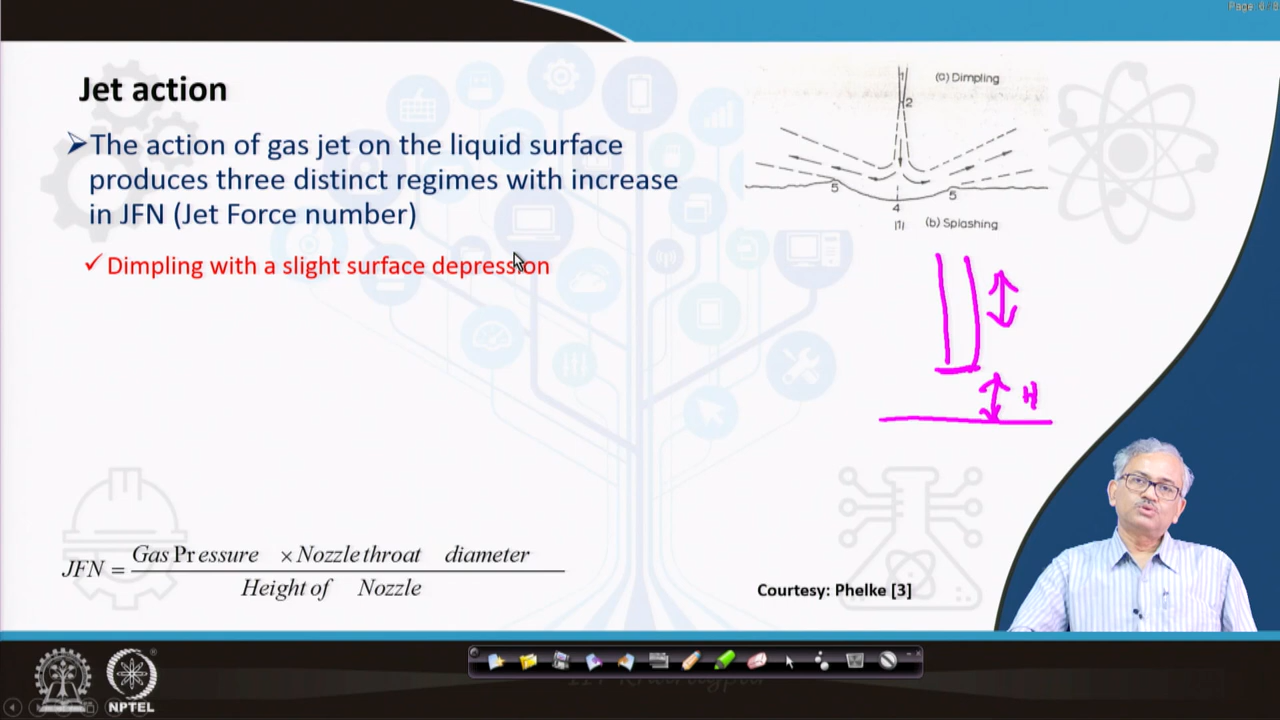 Jet action
➤The action of gas jet on the liquid surface
produces three distinct regimes with increase
in JFN (Jet Force number)
✓ Dimpling with a slight surface depression
(a) Dimpling
1
2
5
5
4
(b) Splashing
H
JFN = Gas Pressure × Nozzle throat diameter
Height of Nozzle
Courtesy: Phelke [3]
NPTEL